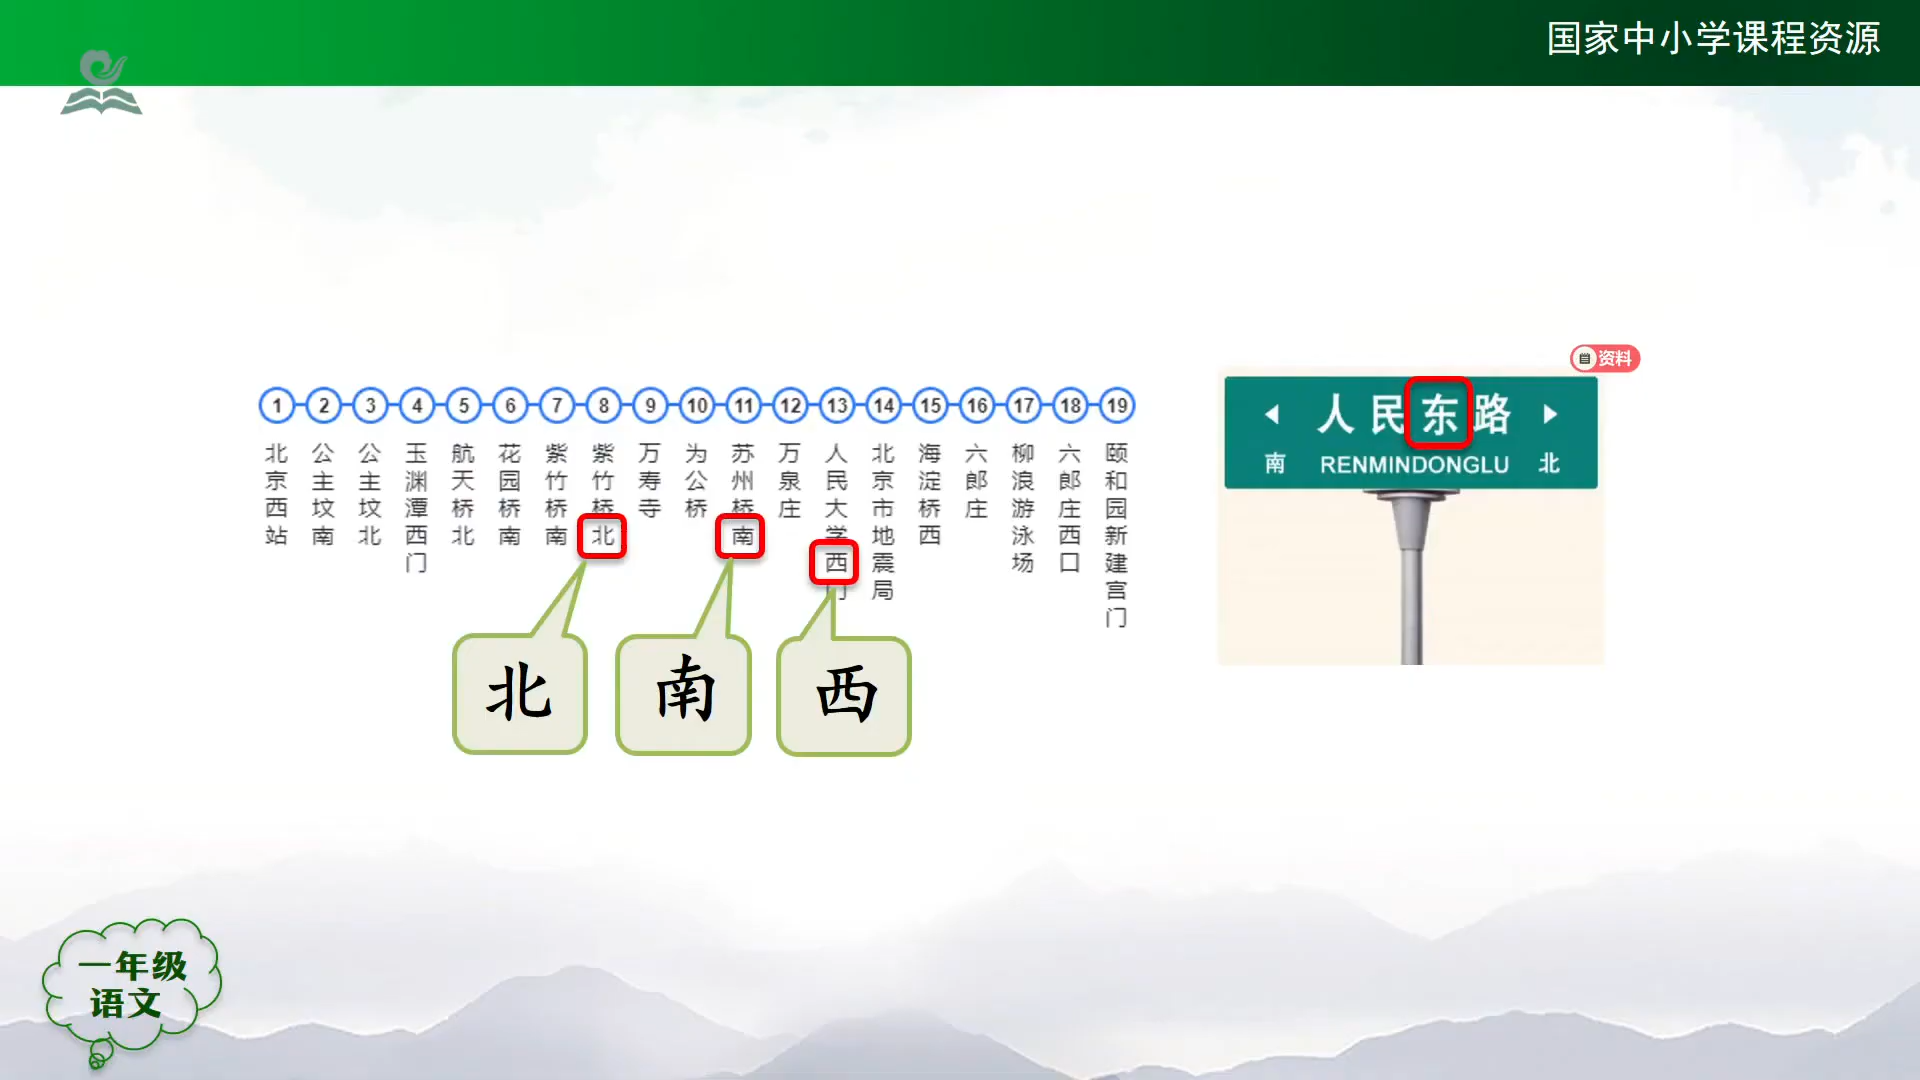 国家中小学课程资源
资料
1 2 3 4 5 6 7 8 9 10 11 12 13 14 15 16 17 18 19
北京西站
公主坟南
公主坟北
玉渊潭西门
航天桥北
花园桥南
紫竹桥南
紫竹桥北
万寿寺
为公桥
苏州桥南
万泉庄
人民大学西门
北京市地震局
海淀桥西
六郎庄
柳浪游泳场
六郎庄西口
颐和园新建宫门
北
南
西
人民东路
南 RENMINDONGLU 北
一年级
语文